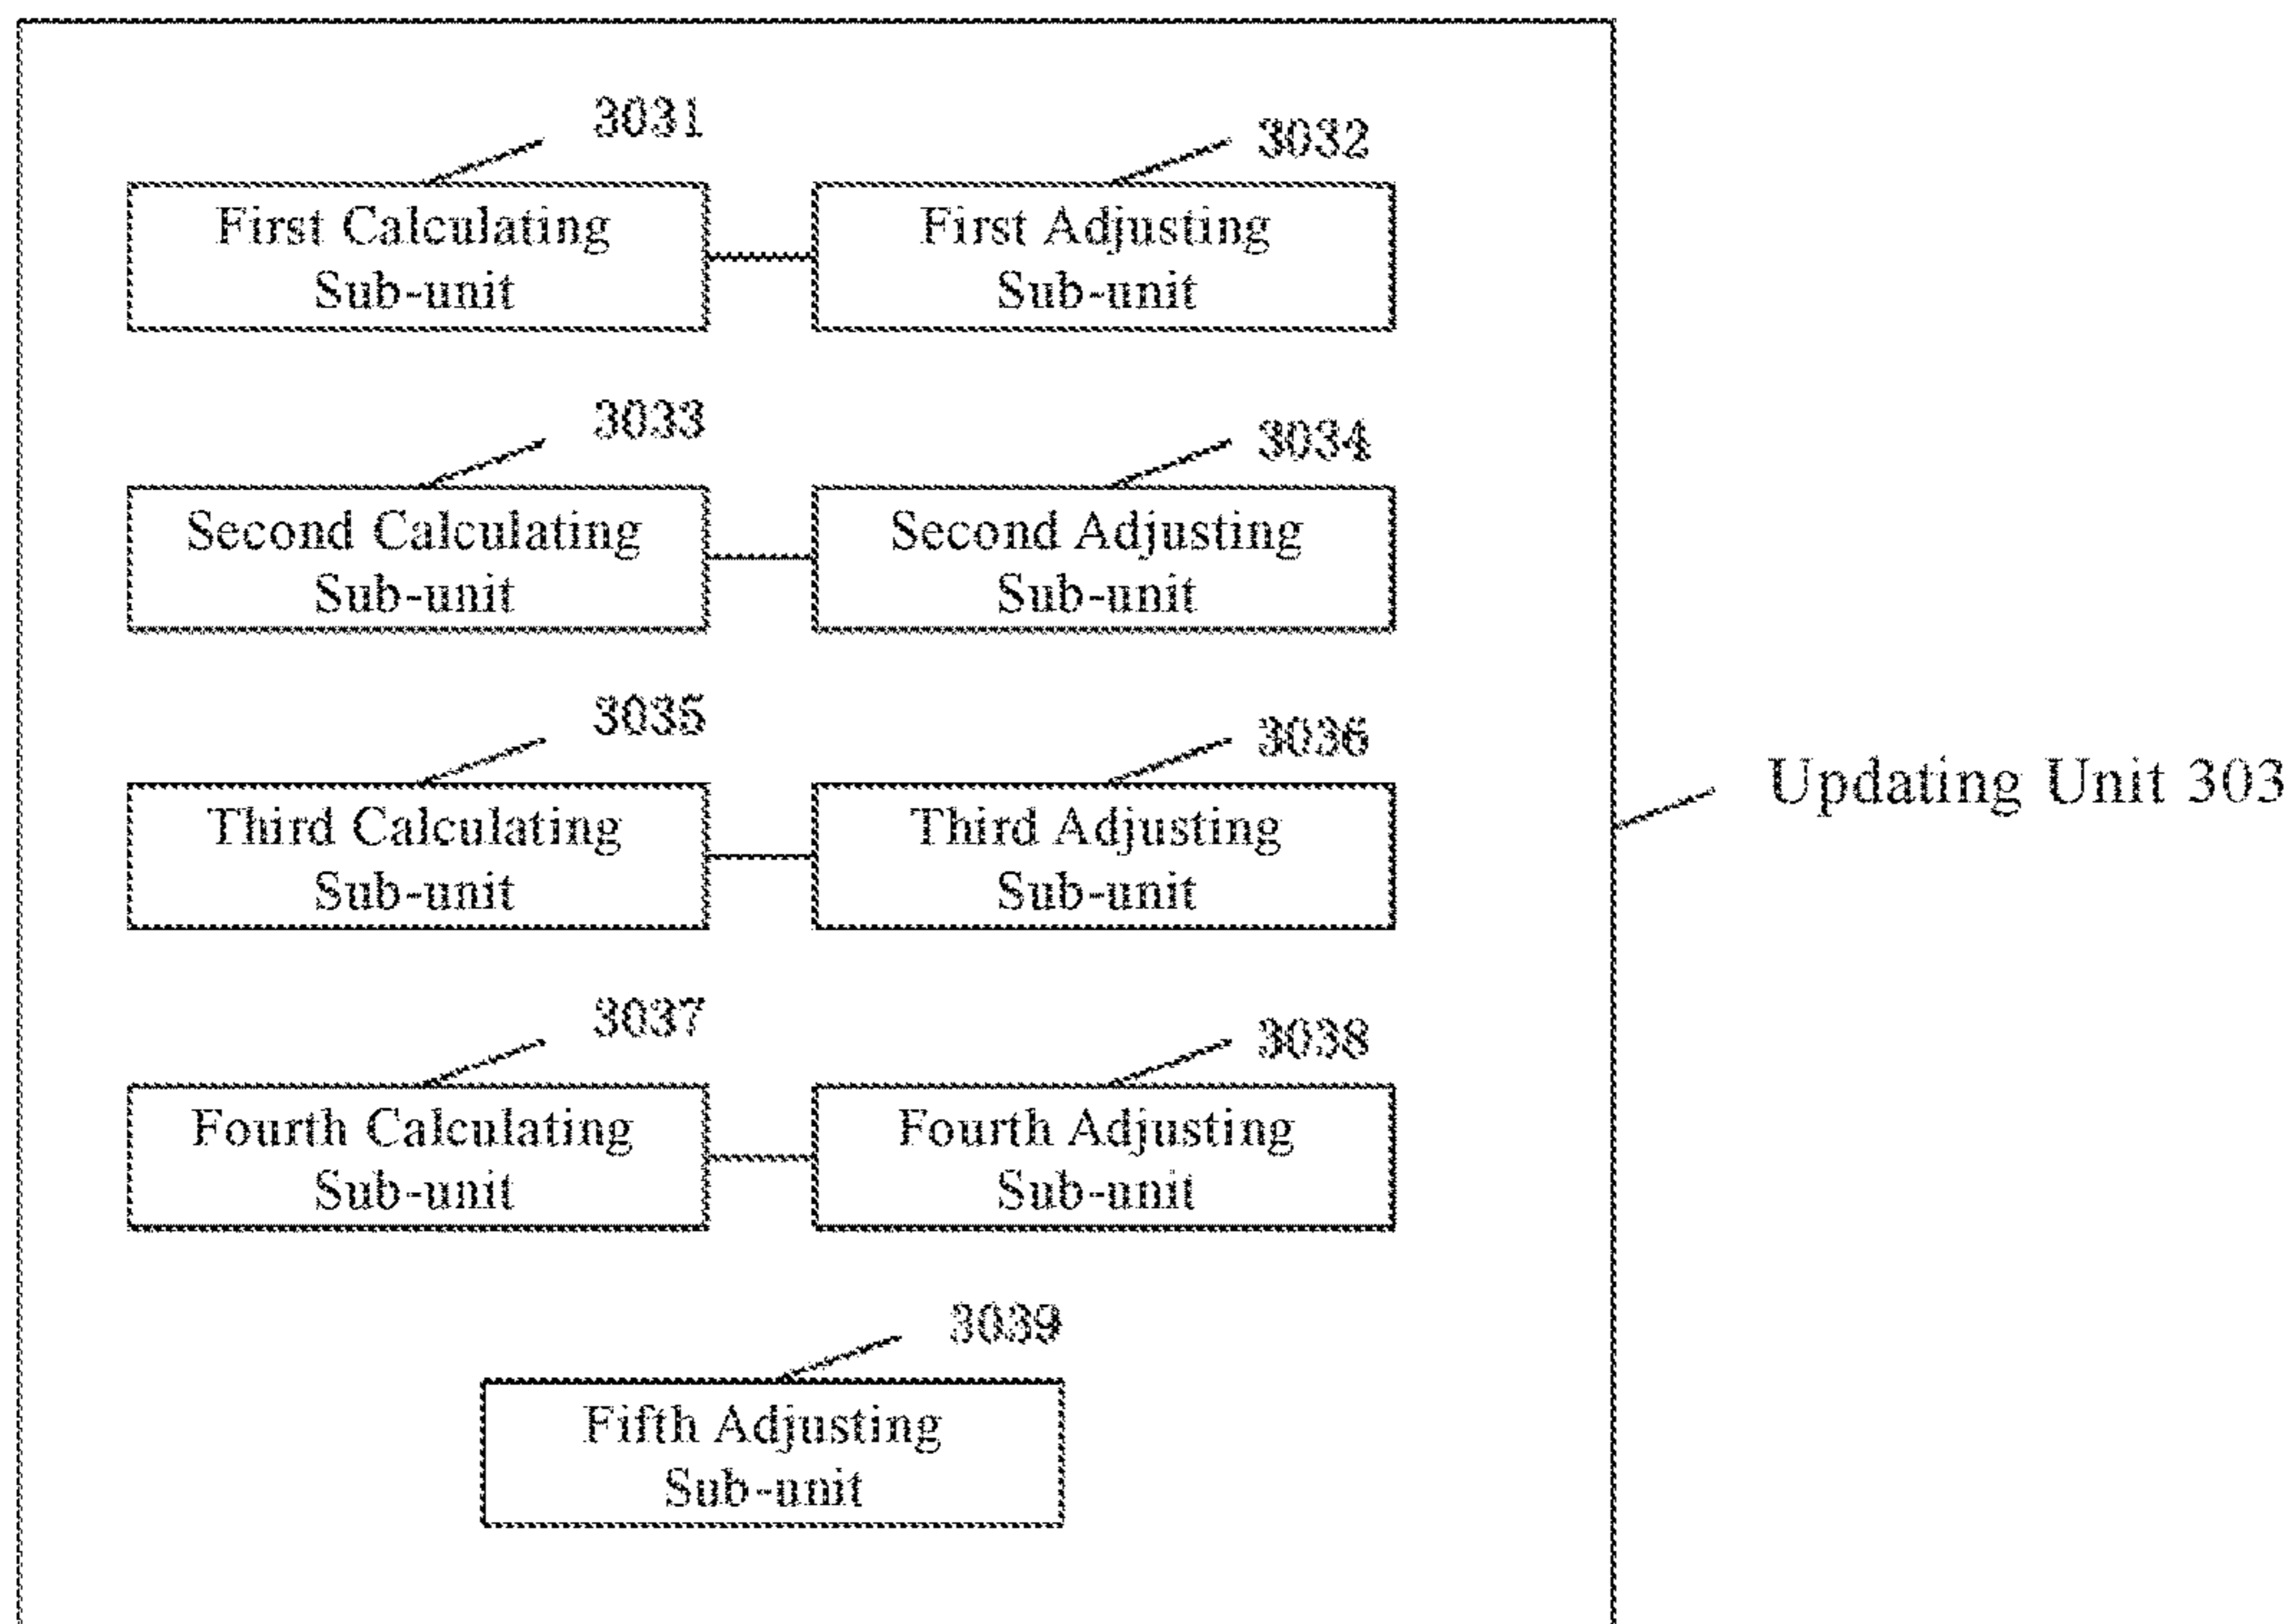 3031
3032
First Calculating
Sub-unit
First Adjusting
Sub-unit
3033
3034
Second Calculating
Sub-unit
Second Adjusting
Sub-unit
3035
3036
Third Calculating
Sub-unit
Third Adjusting
Sub-unit
Updating Unit 303
3037
3038
Fourth Calculating
Sub-unit
Fourth Adjusting
Sub-unit
3039
Fifth Adjusting
Sub-unit